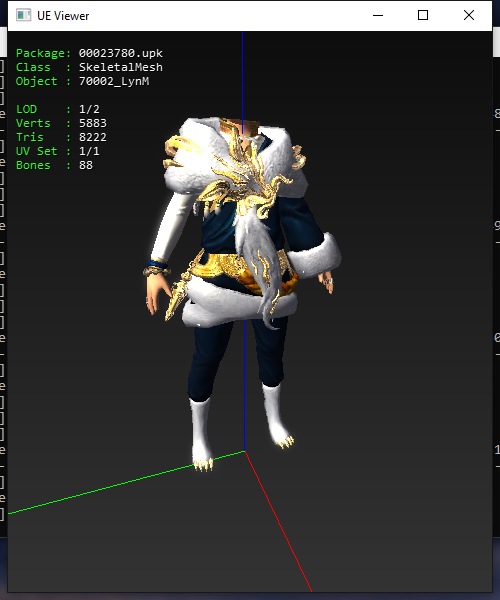 UE Viewer
Package: 00023780.upk
Class : SkeletalMesh
Object : 70002_LynM
LOD : 1/2
Verts : 5883
Tris : 8222
UV Set : 1/1
Bones : 88